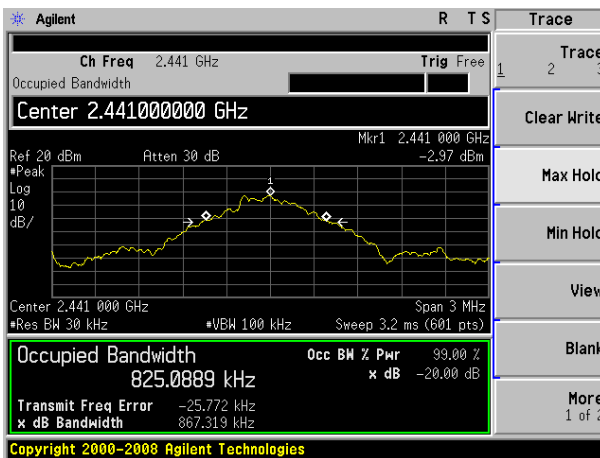 Agilent R T S Trace
Ch Freq 2.441 GHz Trig Free
Occupied Bandwidth
Center 2.441000000 GHz
Mkr1 2.441 000 GHz
Ref 20 dBm Atten 30 dB -2.97 dBm
#Peak
Log
10
dB/
1
Center 2.441 000 GHz Span 3 MHz
#Res BW 30 kHz #VBW 100 kHz Sweep 3.2 ms (601 pts)
Occupied Bandwidth Occ BW % Pwr 99.00 %
825.0889 kHz x dB -20.00 dB
Transmit Freq Error -25.772 kHz
x dB Bandwidth 867.319 kHz
Copyright 2000-2008 Agilent Technologies
Trace
1 2 3
Clear Write
Max Hold
Min Hold
View
Blank
More
1 of 2